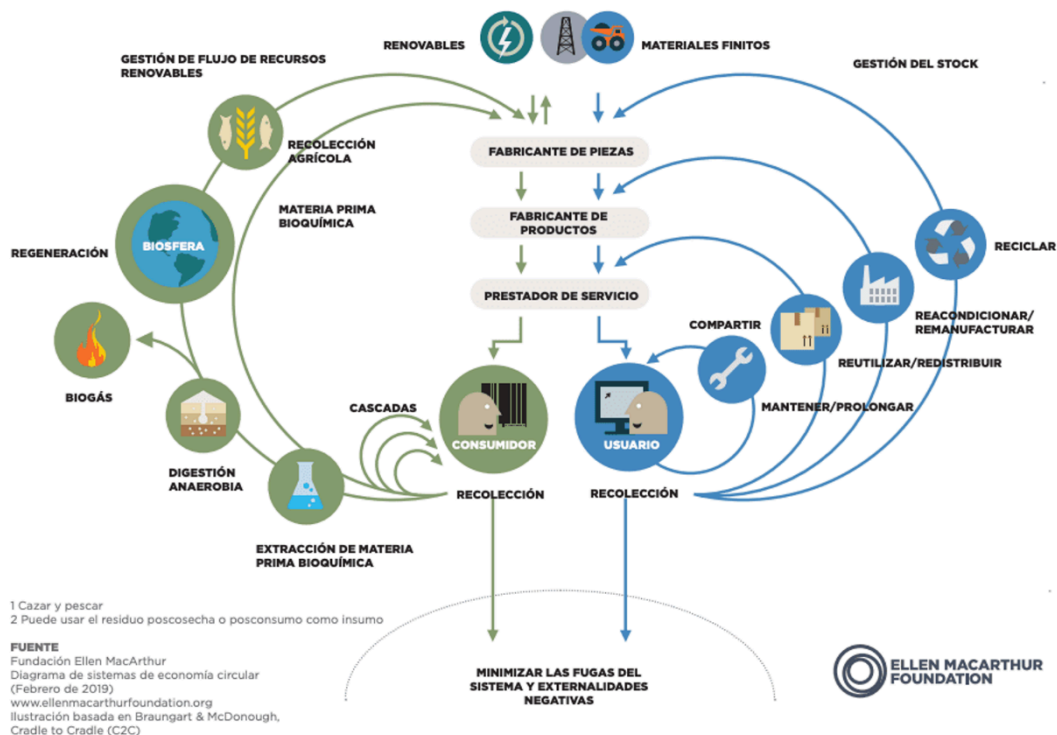 RENOVABLES
MATERIALES FINITOS
GESTIÓN DE FLUJO DE RECURSOS
RENOVABLES
GESTIÓN DEL STOCK
RECOLECCIÓN
AGRÍCOLA
FABRICANTE DE PIEZAS
MATERIA PRIMA
BIOQUÍMICA
FABRICANTE DE
PRODUCTOS
REGENERACIÓN
BIOSFERA
RECICLAR
PRESTADOR DE SERVICIO
REACONDICIONAR/
REMANUFACTURAR
COMPARTIR
REUTILIZAR/REDISTRIBUIR
BIOGÁS
CASCADAS
MANTENER/PROLONGAR
CONSUMIDOR
USUARIO
DIGESTIÓN
ANAEROBIA
RECOLECCIÓN
RECOLECCIÓN
EXTRACCIÓN DE MATERIA
PRIMA BIOQUÍMICA
1 Cazar y pescar
2 Puede usar el residuo poscosecha o posconsumo como insumo
FUENTE
Fundación Ellen MacArthur
Diagrama de sistemas de economía circular
(Febrero de 2019)
www.ellenmacarthurfoundation.org
Ilustración basada en Braungart & McDonough,
Cradle to Cradle (C2C)
MINIMIZAR LAS FUGAS DEL
SISTEMA Y EXTERNALIDADES
NEGATIVAS
ELLEN MACARTHUR
FOUNDATION